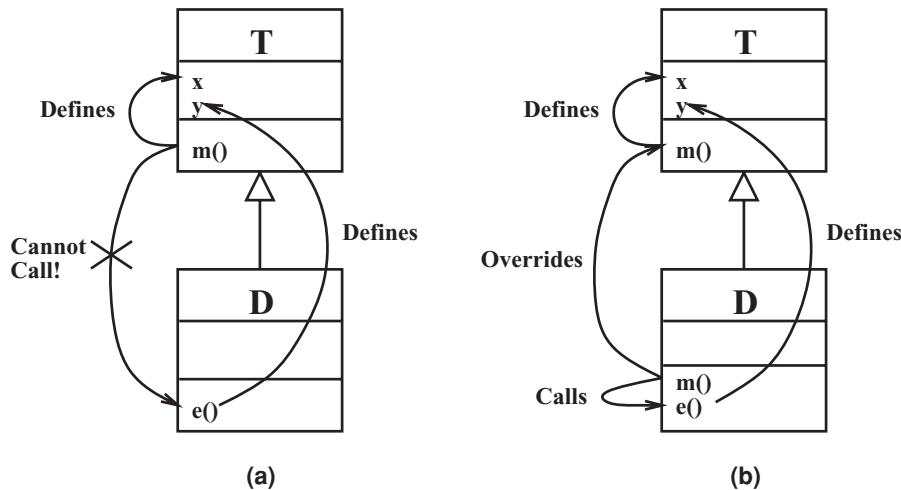 T
x
y
m()
Defines
Cannot
Call!
Defines
D
e()
(a)
T
x
y
m()
Defines
Overrides
Defines
D
m()
e()
Calls
(b)